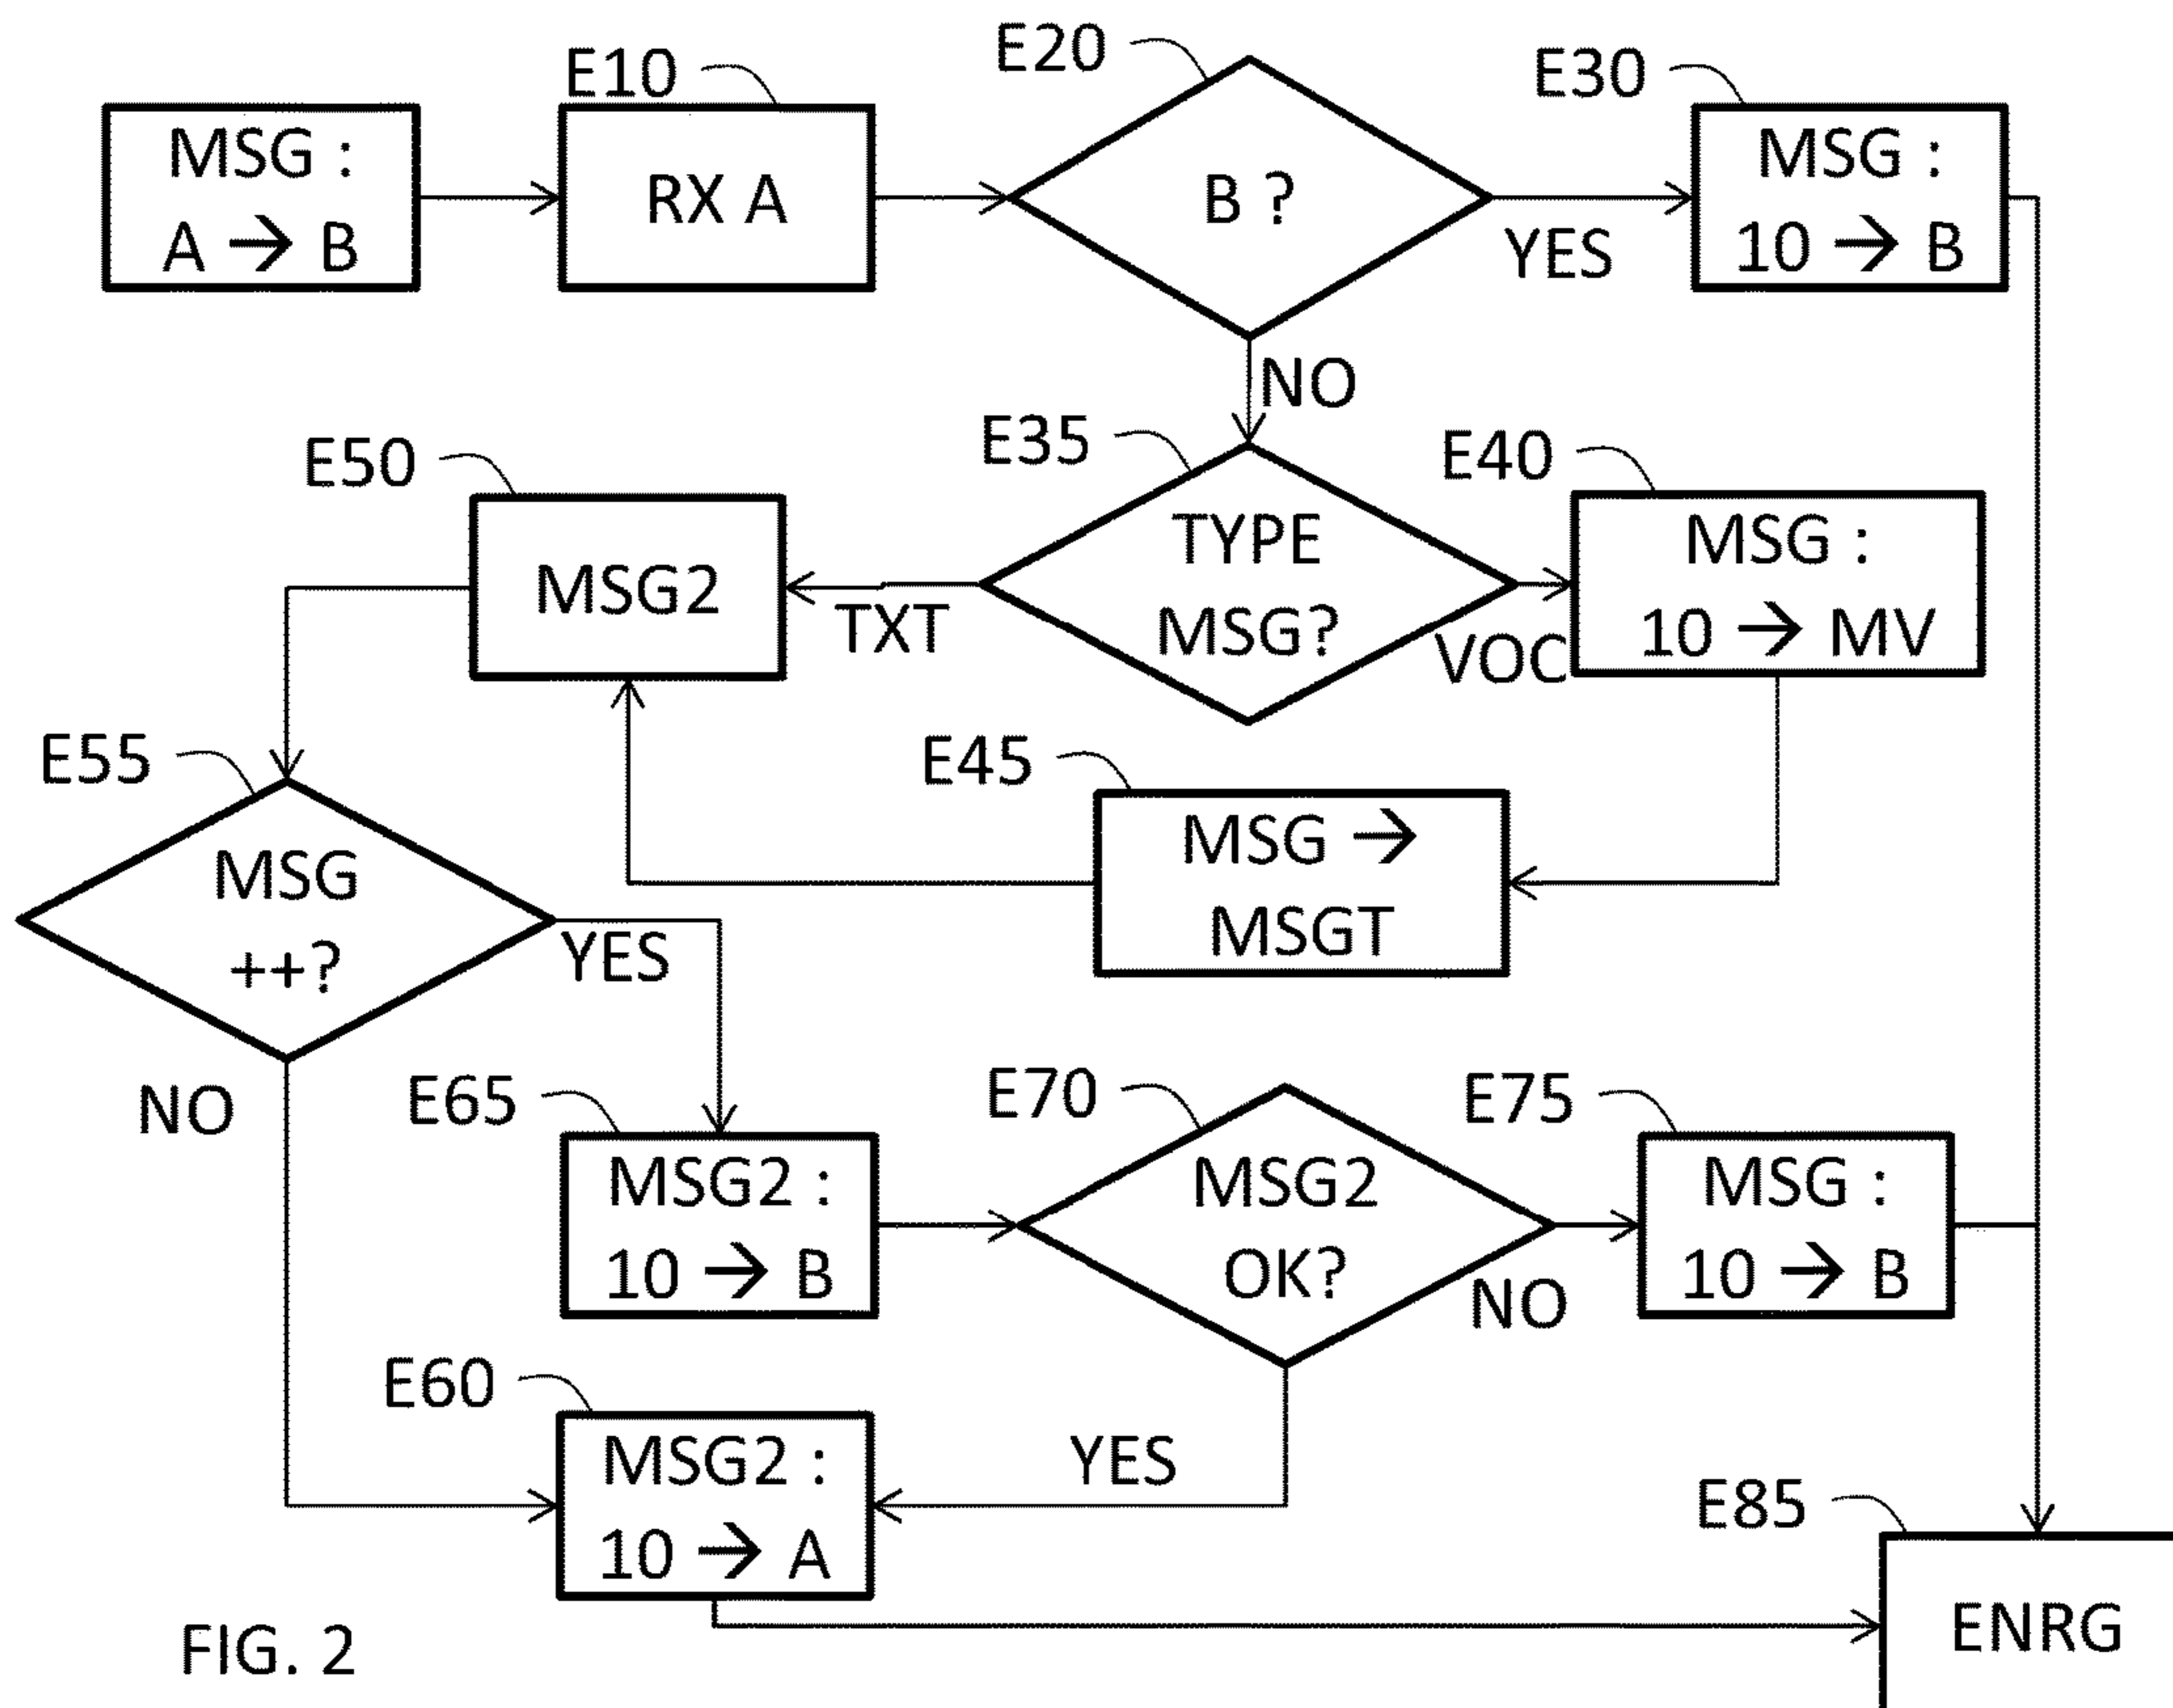 E10
E20
E30
MSG :
A → B
RX A
B ?
YES
MSG :
10 → B
NO
E50
E35
E40
MSG2
TXT
TYPE
MSG?
VOC
MSG :
10 → MV
E55
E45
MSG
++?
YES
MSG →
MSGT
NO
E65
E70
E75
MSG2 :
10 → B
MSG2
OK?
NO
MSG :
10 → B
E60
YES
MSG2 :
10 → A
E85
ENRG
FIG. 2